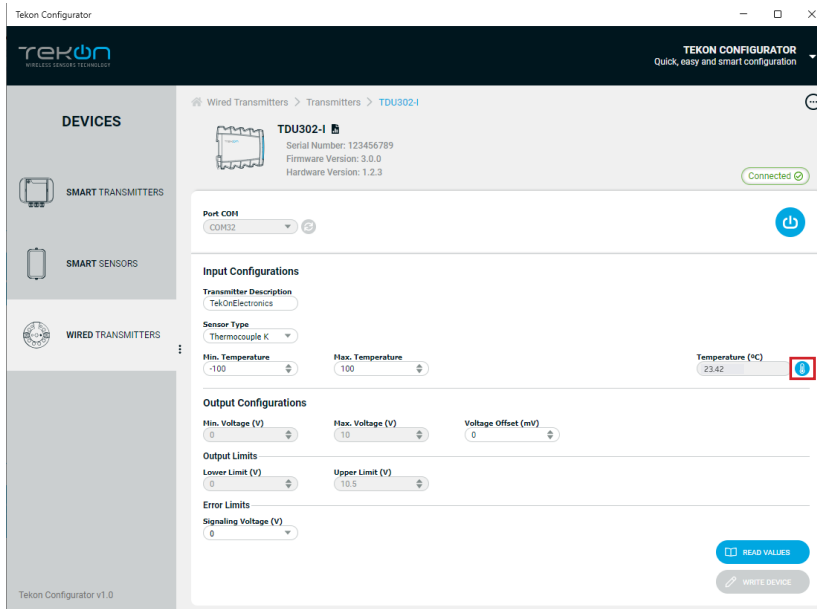 Tekon Configurator
TEKON
WIRELESS SENSORS TECHNOLOGY
TEKON CONFIGURATOR
Quick, easy and smart configuration
DEVICES
SMART TRANSMITTERS
SMART SENSORS
WIRED TRANSMITTERS
Tekon Configurator v1.0
Wired Transmitters > Transmitters > TDU302-I
TDU302-I
Serial Number: 123456789
Firmware Version: 3.0.0
Hardware Version: 1.2.3
Connected
Port COM
COM32
Input Configurations
Transmitter Description
TekOnElectronics
Sensor Type
Thermocouple K
Min. Temperature Max. Temperature Temperature (ºC)
-100 100 23.42
Output Configurations
Min. Voltage (V) Max. Voltage (V) Voltage Offset (mV)
0 10 0
Output Limits
Lower Limit (V) Upper Limit (V)
0 10.5
Error Limits
Signaling Voltage (V)
0
READ VALUES
WRITE DEVICE